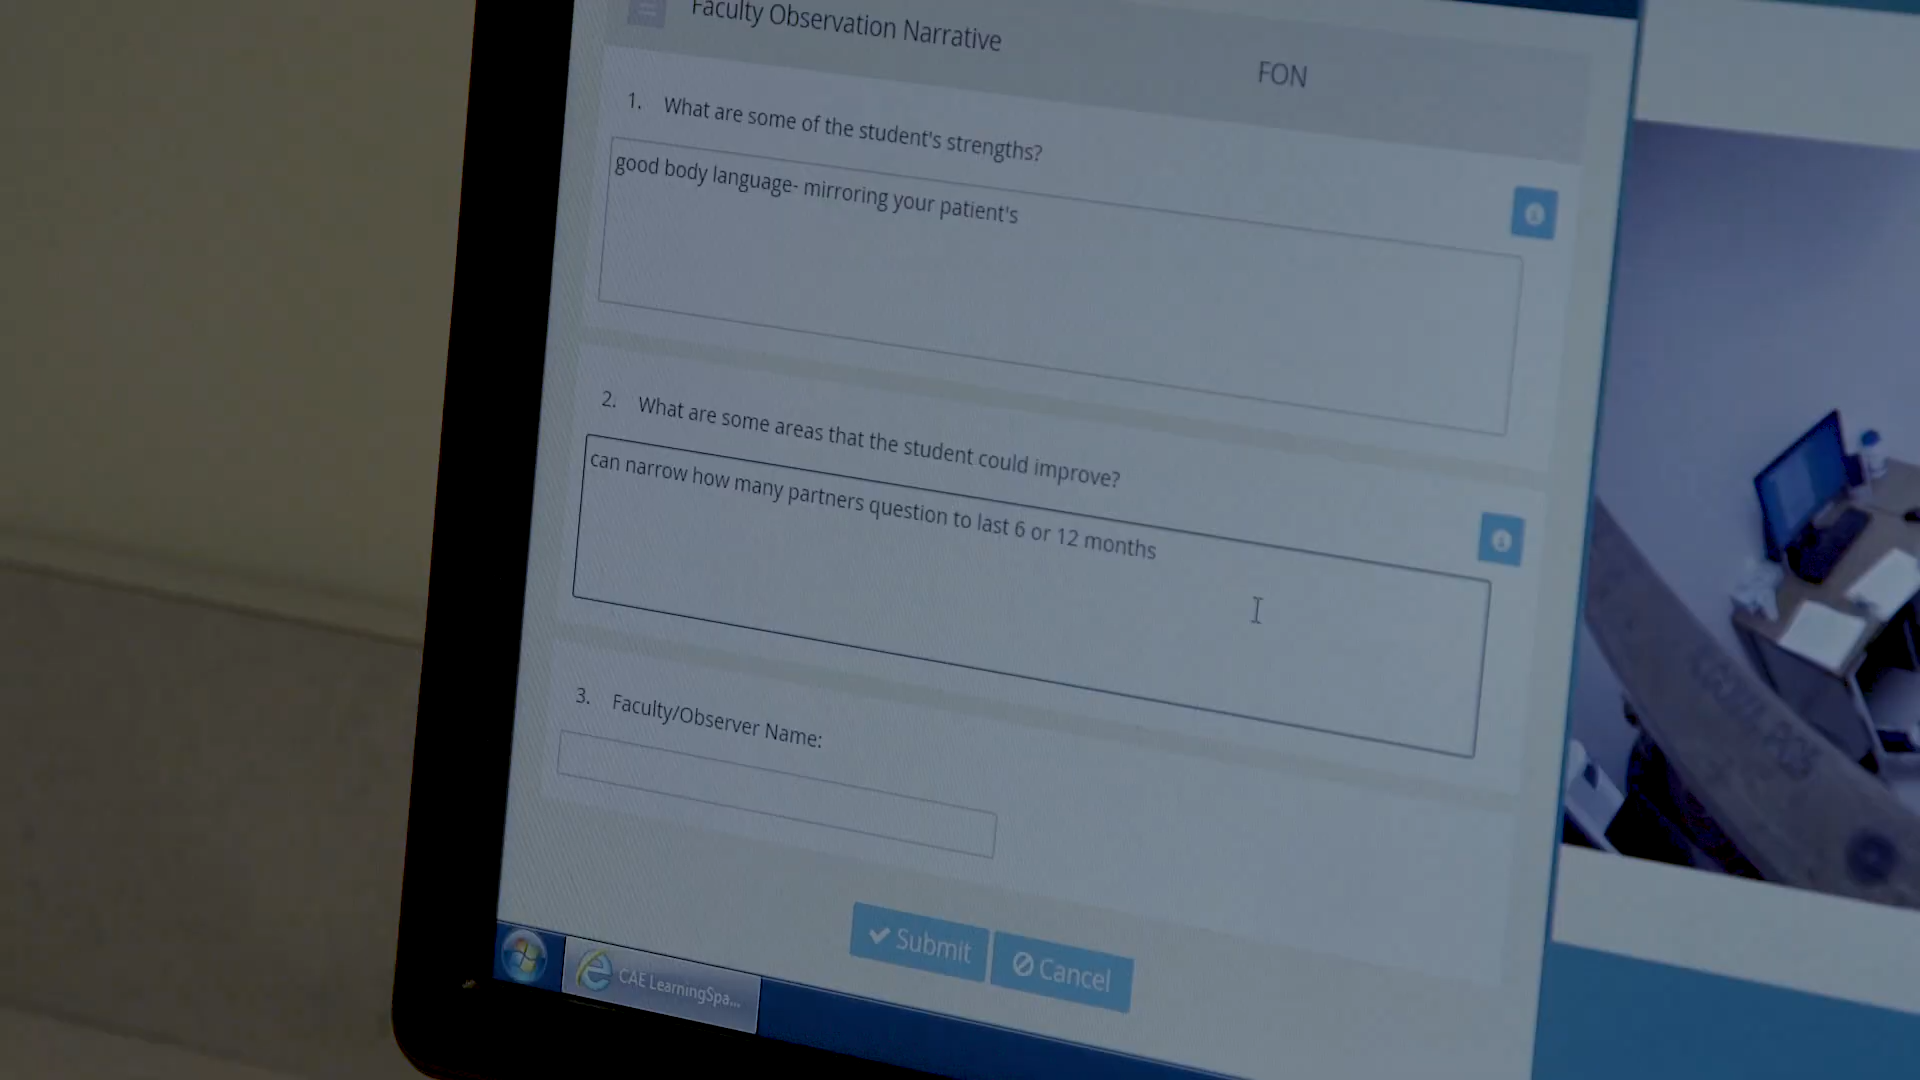 Faculty Observation Narrative
FON
1. What are some of the student's strengths?
good body language- mirroring your patient's
2. What are some areas that the student could improve?
can narrow how many partners question to last 6 or 12 months
3. Faculty/Observer Name:
Submit
Cancel
CAE LearningSpa...